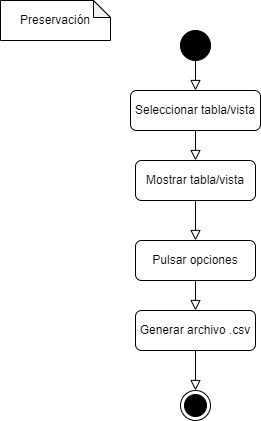 Preservación
Seleccionar tabla/vista
Mostrar tabla/vista
Pulsar opciones
Generar archivo .csv